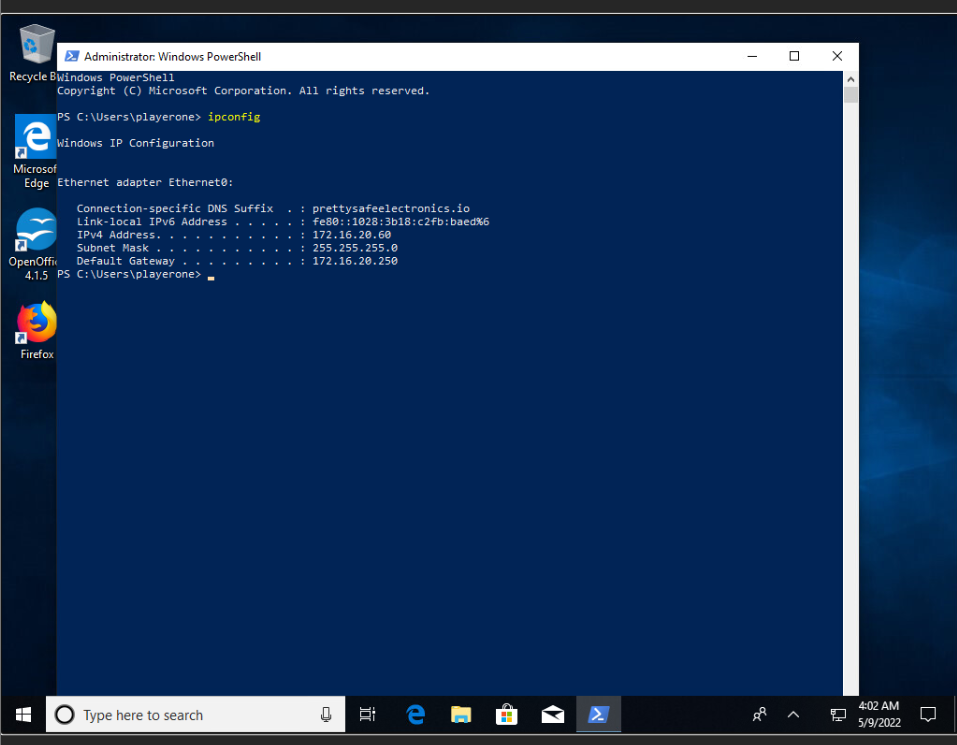 Administrator: Windows PowerShell
Recycle B
Windows PowerShell
Copyright (C) Microsoft Corporation. All rights reserved.
PS C:\Users\playerone> ipconfig
Windows IP Configuration
Microsof
Edge
Ethernet adapter Ethernet0:
Connection-specific DNS Suffix . : prettysafeelectronics.io
Link-local IPv6 Address . . . . . : fe80::1028:3b18:c2fb:baed%6
IPv4 Address. . . . . . . . . . . : 172.16.20.60
Subnet Mask . . . . . . . . . . . : 255.255.255.0
Default Gateway . . . . . . . . . : 172.16.20.250
OpenOffic
4.1.5
PS C:\Users\playerone>
Firefox
Type here to search
4:02 AM
5/9/2022